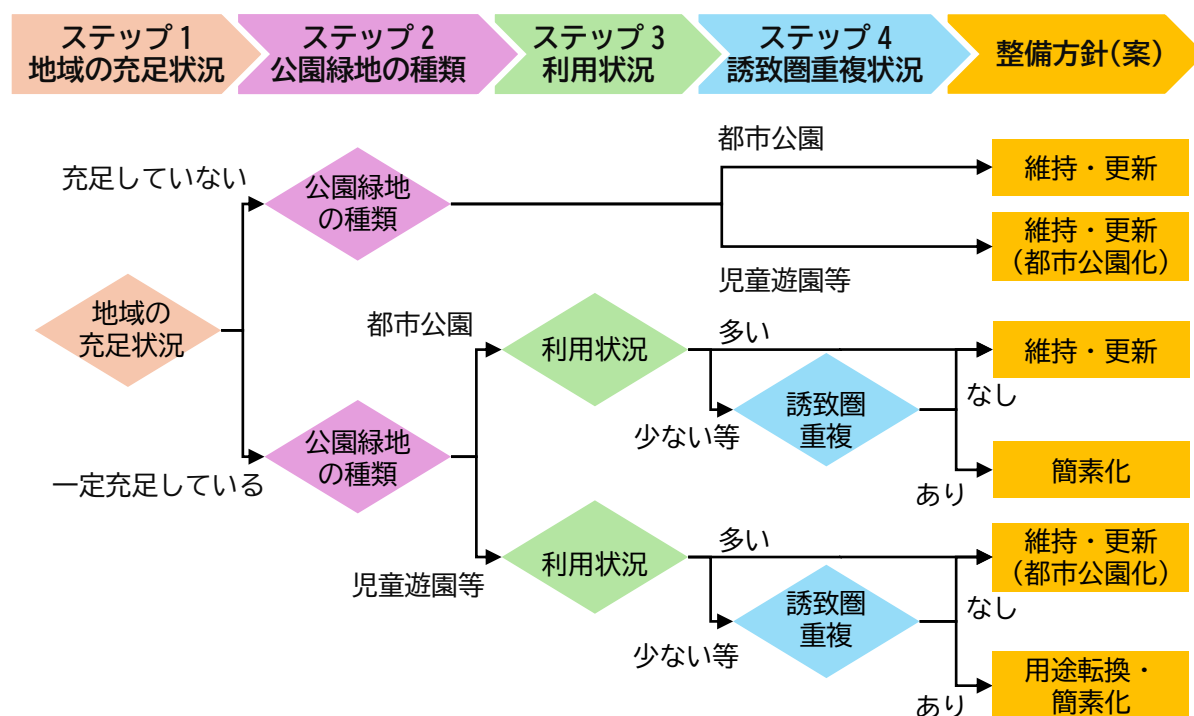 ステップ1
地域の充足状況
ステップ2
公園緑地の種類
ステップ3
利用状況
ステップ4
誘致圏重複状況
整備方針(案)
都市公園
充足していない
公園緑地
の種類
維持・更新
維持・更新
(都市公園化)
児童遊園等
地域の
充足状況
都市公園
利用状況
多い
維持・更新
誘致圏
重複
なし
少ない等
公園緑地
の種類
一定充足している
あり
簡素化
多い
利用状況
維持・更新
(都市公園化)
児童遊園等
誘致圏
重複
なし
少ない等
あり
用途転換・
簡素化